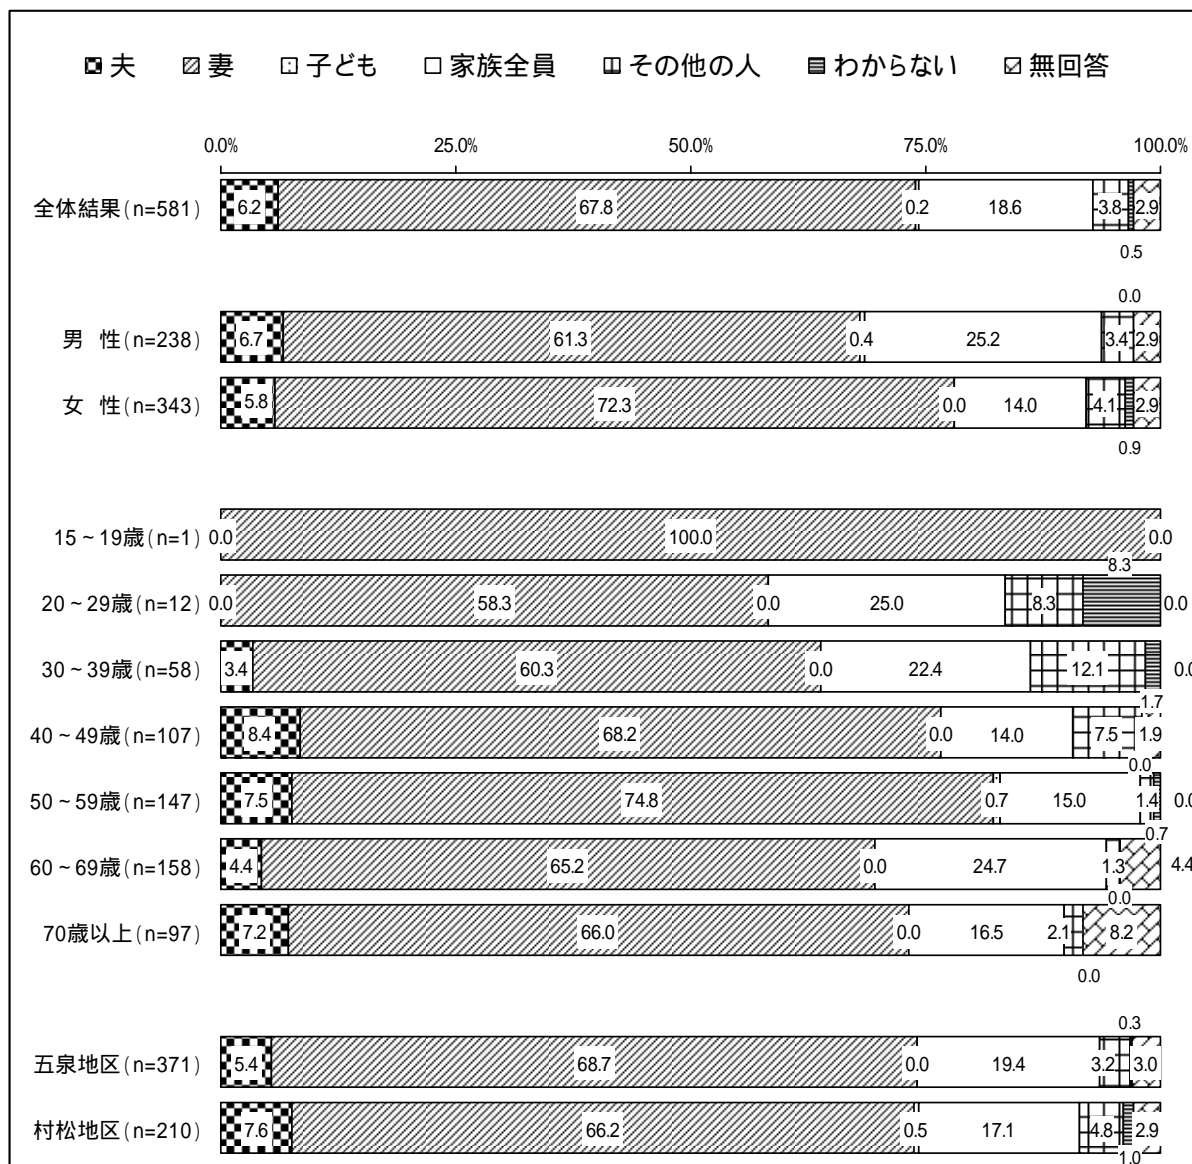 夫 妻 子ども 家族全員 その他の人 わからない 無回答
0.0% 25.0% 50.0% 75.0% 100.0%
全体結果(n=581) 6.2 67.8 0.2 18.6 3.8 2.9
0.5
0.0
男 性(n=238) 6.7 61.3 0.4 25.2 3.4 2.9
女 性(n=343) 5.8 72.3 0.0 14.0 4.1 2.9
0.9
15~19歳(n=1) 0.0 100.0 0.0
8.3
20~29歳(n=12) 0.0 58.3 0.0 25.0 8.3 0.0
30~39歳(n=58) 3.4 60.3 0.0 22.4 12.1 0.0
1.7
40~49歳(n=107) 8.4 68.2 0.0 14.0 7.5 1.9
0.0
50~59歳(n=147) 7.5 74.8 0.7 15.0 1.4 0.0
0.7
60~69歳(n=158) 4.4 65.2 0.0 24.7 1.3 4.4
0.0
70歳以上(n=97) 7.2 66.0 0.0 16.5 2.1 8.2
0.0
0.3
五泉地区(n=371) 5.4 68.7 0.0 19.4 3.2 3.0
村松地区(n=210) 7.6 66.2 0.5 17.1 4.8 2.9
1.0